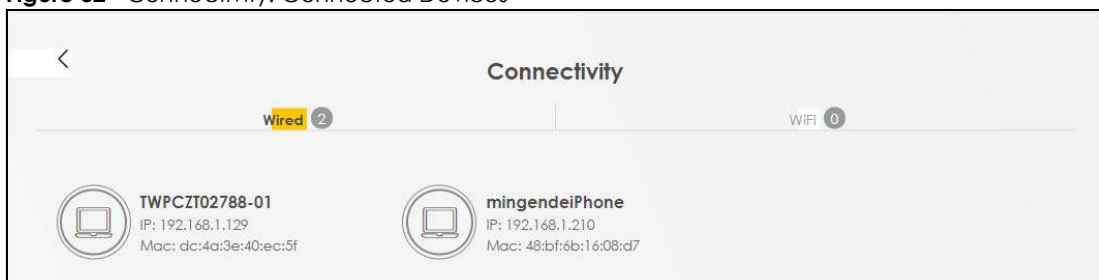 Connectivity
Wired 2
WiFi 0
TWPCZT02788-01
IP: 192.168.1.129
Mac: dc:4a:3e:40:ec:5f
mingendeiPhone
IP: 192.168.1.210
Mac: 48:bf:6b:16:08:d7